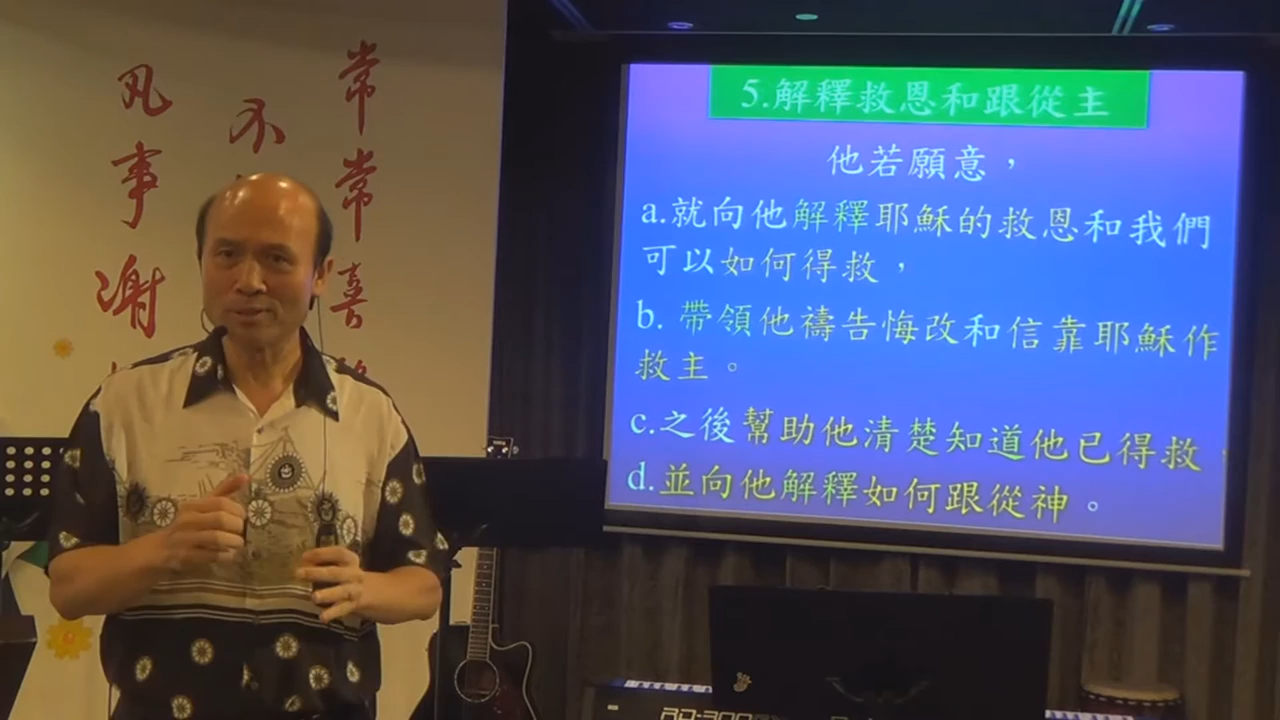 常常喜
不
凡事谢
5.解釋救恩和跟從主
他若願意，
a.就向他解釋耶穌的救恩和我們
可以如何得救，
b. 帶領他禱告悔改和信靠耶穌作
救主。
c.之後幫助他清楚知道他已得救，
d.並向他解釋如何跟從神。